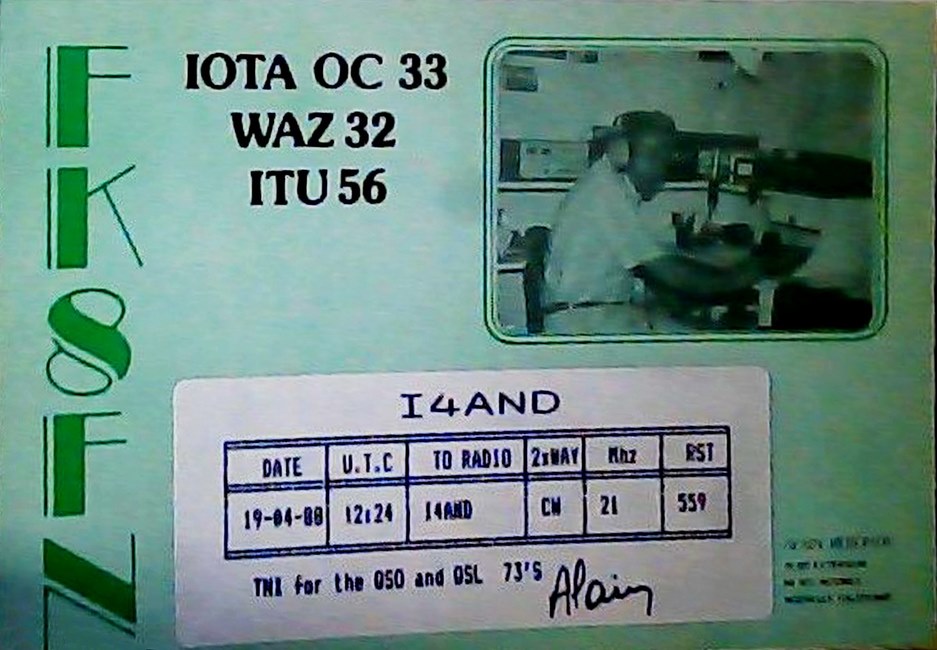 FK8FN
IOTA OC 33
WAZ 32
ITU 56
I4AND
DATE U.T.C TO RADIO 2xWAY Mhz RST
19-04-88 12:24 I4AND CW 21 559
TNX for the QSO and QSL 73'S Alain